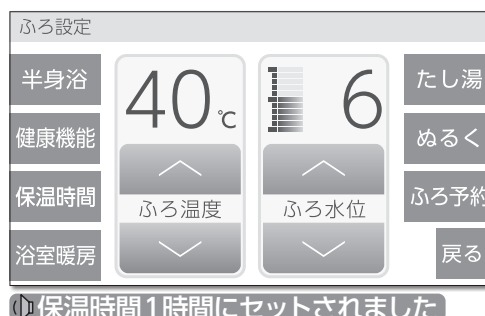 ふろ設定
半身浴
健康機能
保温時間
浴室暖房
40℃
ふろ温度
6
ふろ水位
たし湯
ぬるく
ふろ予約
戻る
保温時間1時間にセットされました